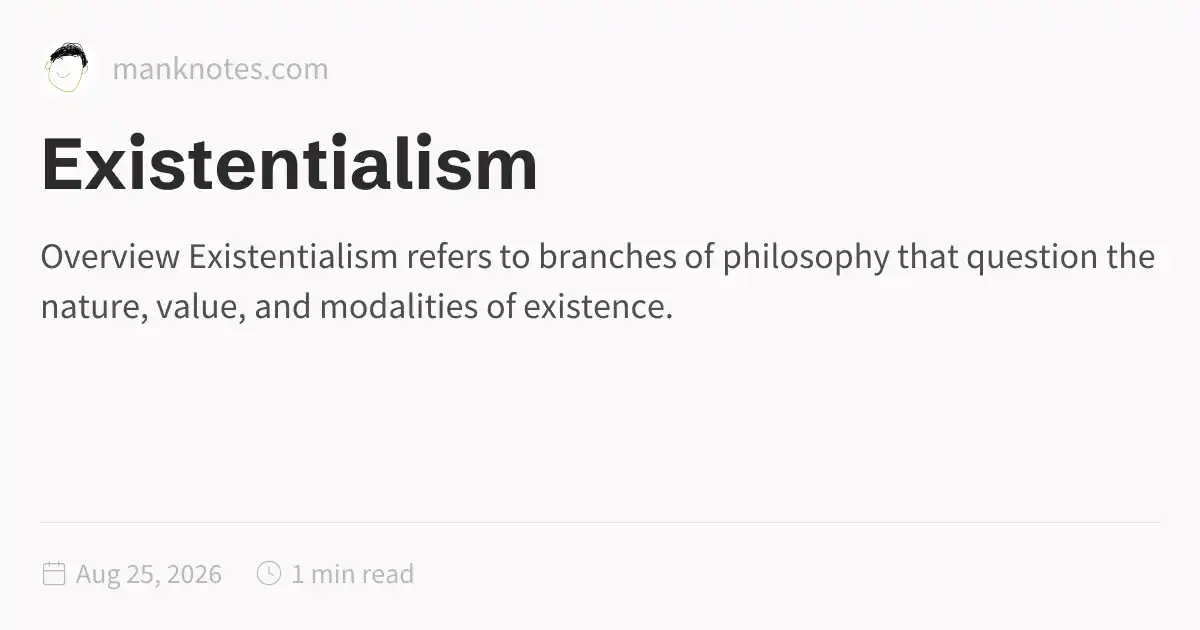 manknotes.com
Existentialism
Overview Existentialism refers to branches of philosophy that question the
nature, value, and modalities of existence.
Aug 25, 2026 1 min read